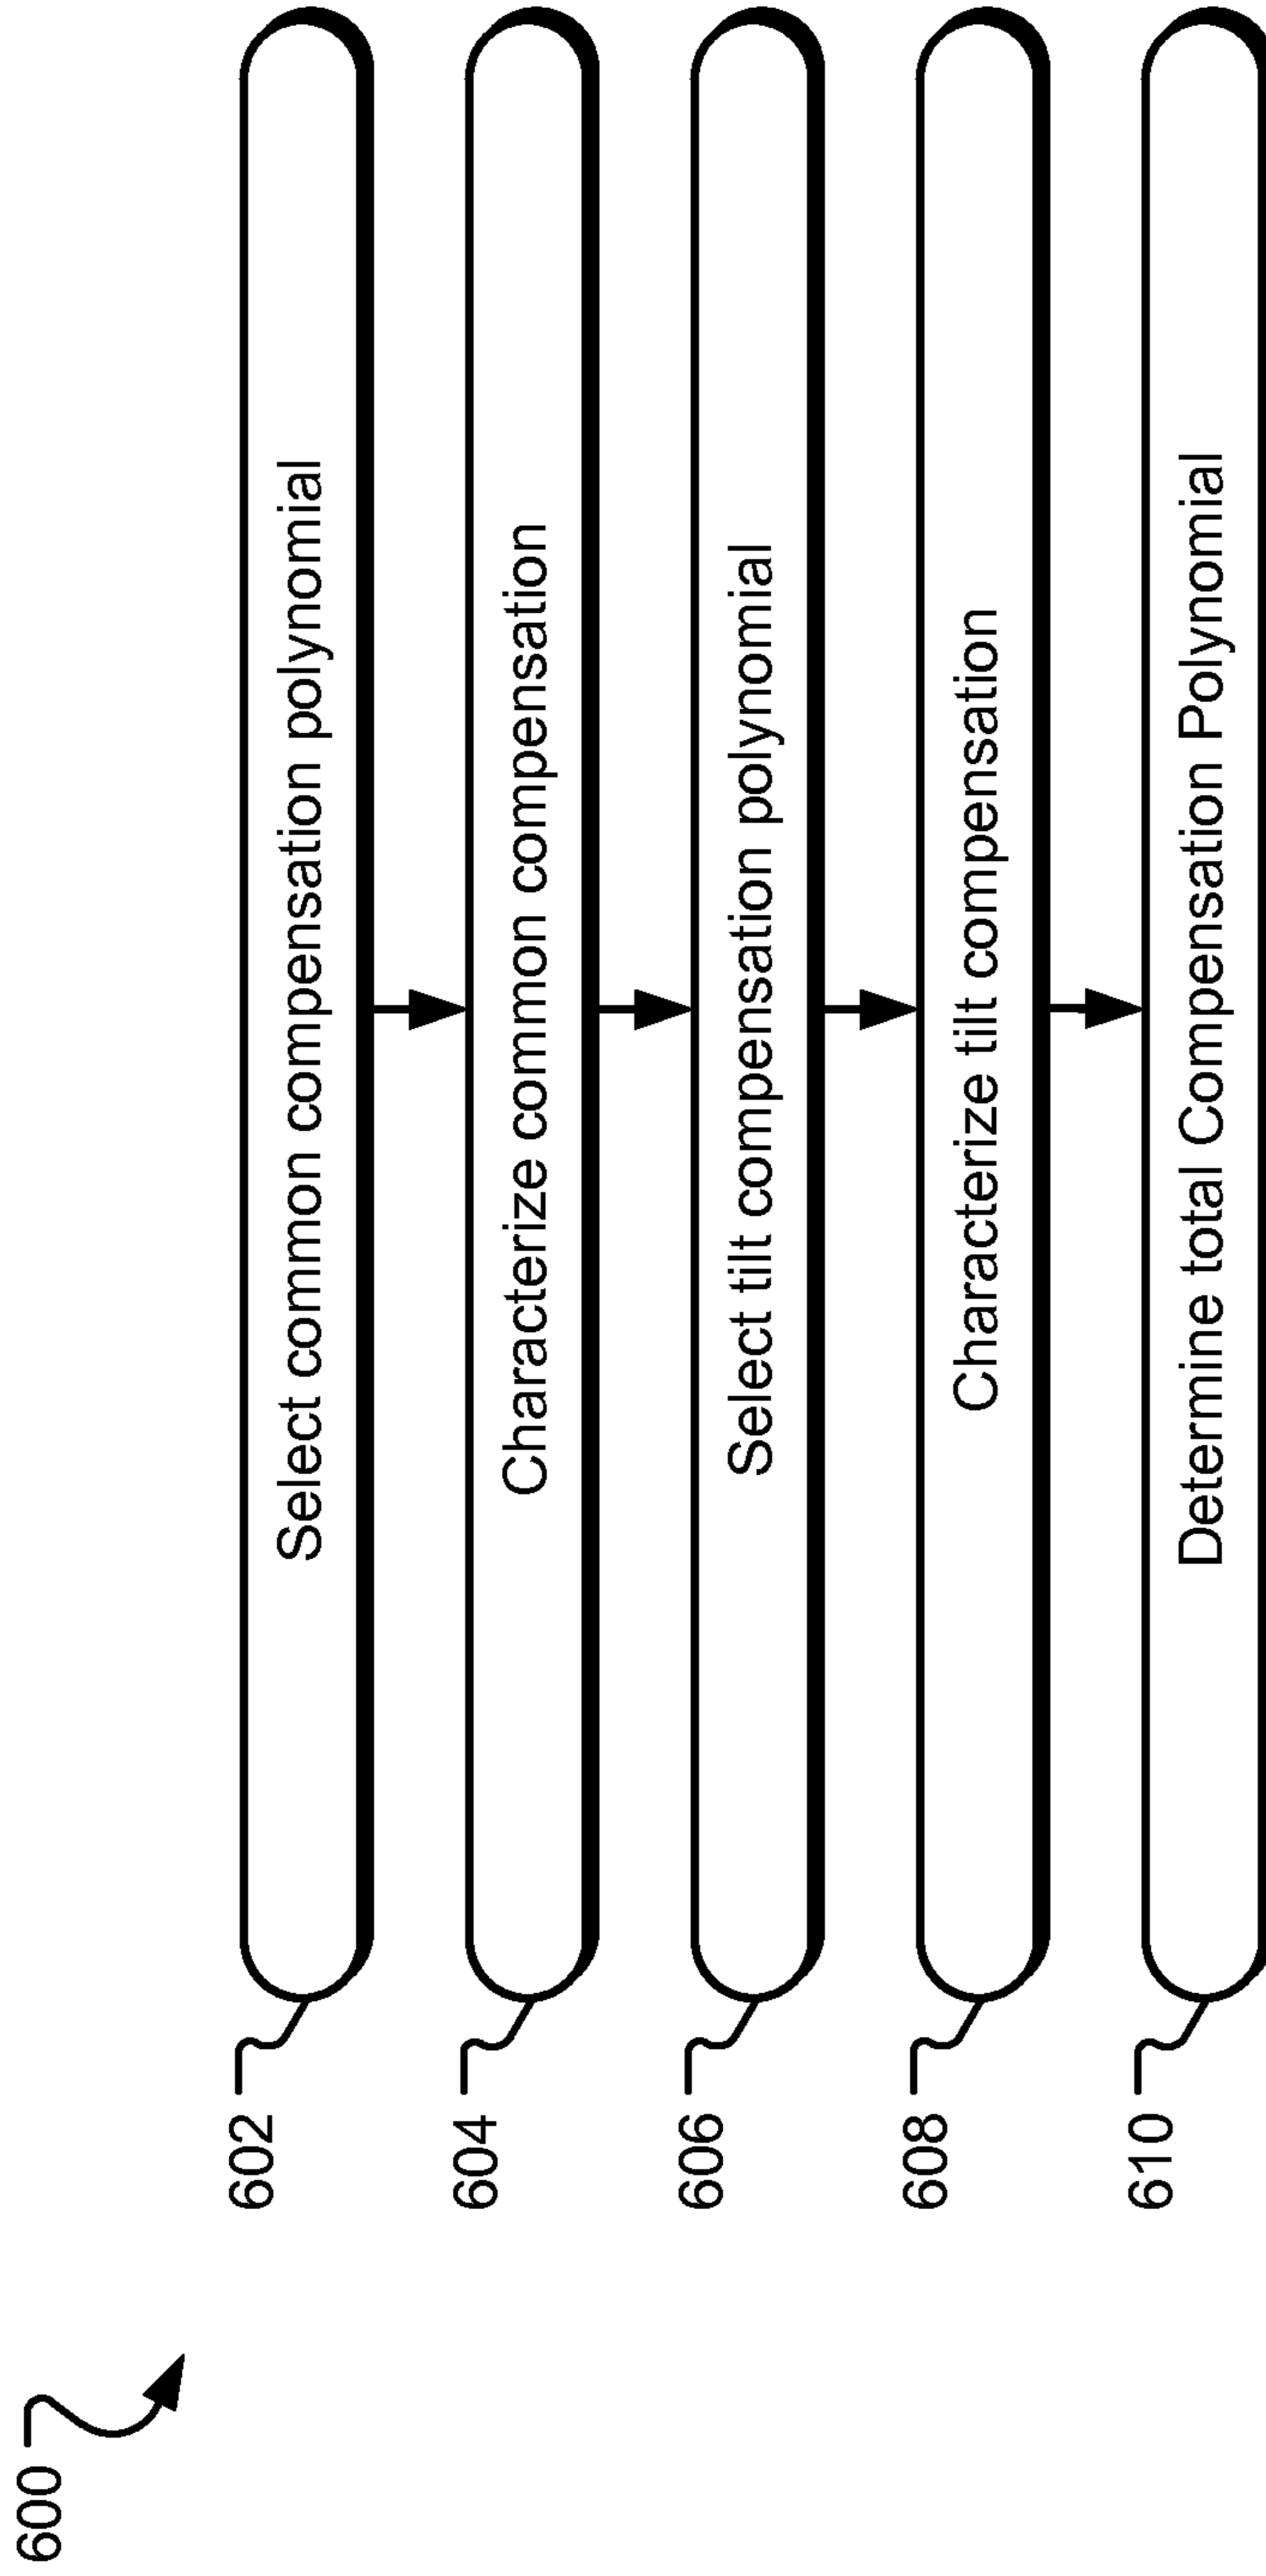 600
602
Select common compensation polynomial
604
Characterize common compensation
606
Select tilt compensation polynomial
608
Characterize tilt compensation
610
Determine total Compensation Polynomial